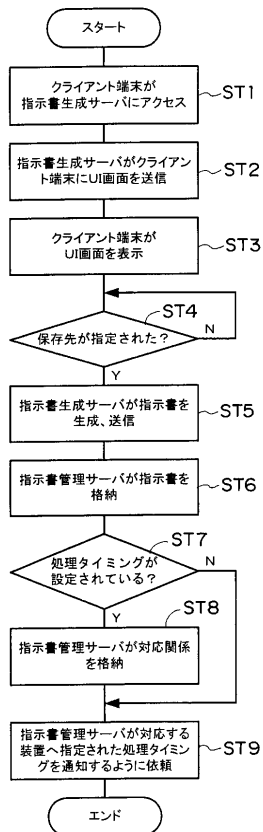 スタート
クライアント端末が
指示書生成サーバにアクセス
ST1
指示書生成サーバがクライアン
ト端末にUI画面を送信
ST2
クライアント端末が
UI画面を表示
ST3
ST4
保存先が指定された?
N
Y
指示書生成サーバが指示書を
生成、送信
ST5
指示書管理サーバが指示書を
格納
ST6
ST7
処理タイミングが
設定されている?
N
Y
ST8
指示書管理サーバが対応関係
を格納
指示書管理サーバが対応する
装置へ指定された処理タイミン
グを通知するように依頼
ST9
エンド